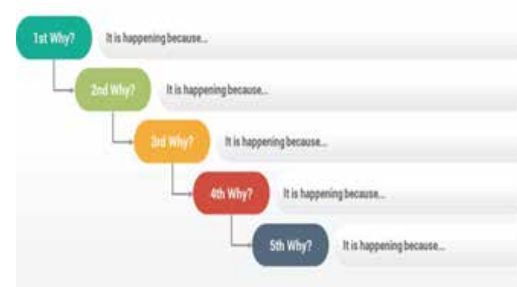 1st Why? It is happening because...
2nd Why? It is happening because...
3rd Why? It is happening because...
4th Why? It is happening because...
5th Why? It is happening because...